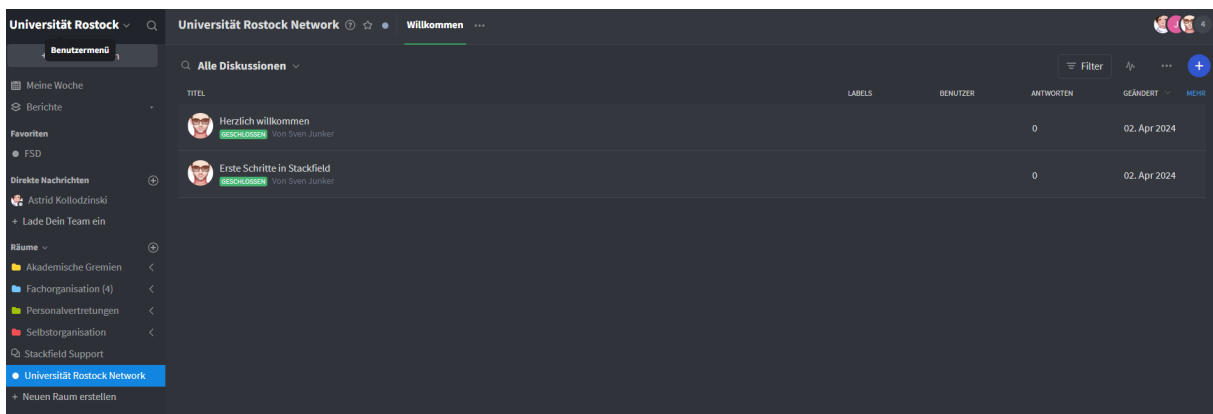 Universität Rostock
Universität Rostock Network
Willkommen
4
Benutzermenü
Alle Diskussionen
Filter
Meine Woche
Berichte
TITEL
LABELS
BENUTZER
ANTWORTEN
GEÄNDERT
MEHR
Herzlich willkommen
GESCHLOSSEN Von Sven Junker
0
02. Apr 2024
Favoriten
FSD
Erste Schritte in Stackfield
GESCHLOSSEN Von Sven Junker
0
02. Apr 2024
Direkte Nachrichten
Astrid Kollodzinski
+ Lade Dein Team ein
Räume
Akademische Gremien
Fachorganisation (4)
Personalvertretungen
Selbstorganisation
Stackfield Support
Universität Rostock Network
+ Neuen Raum erstellen